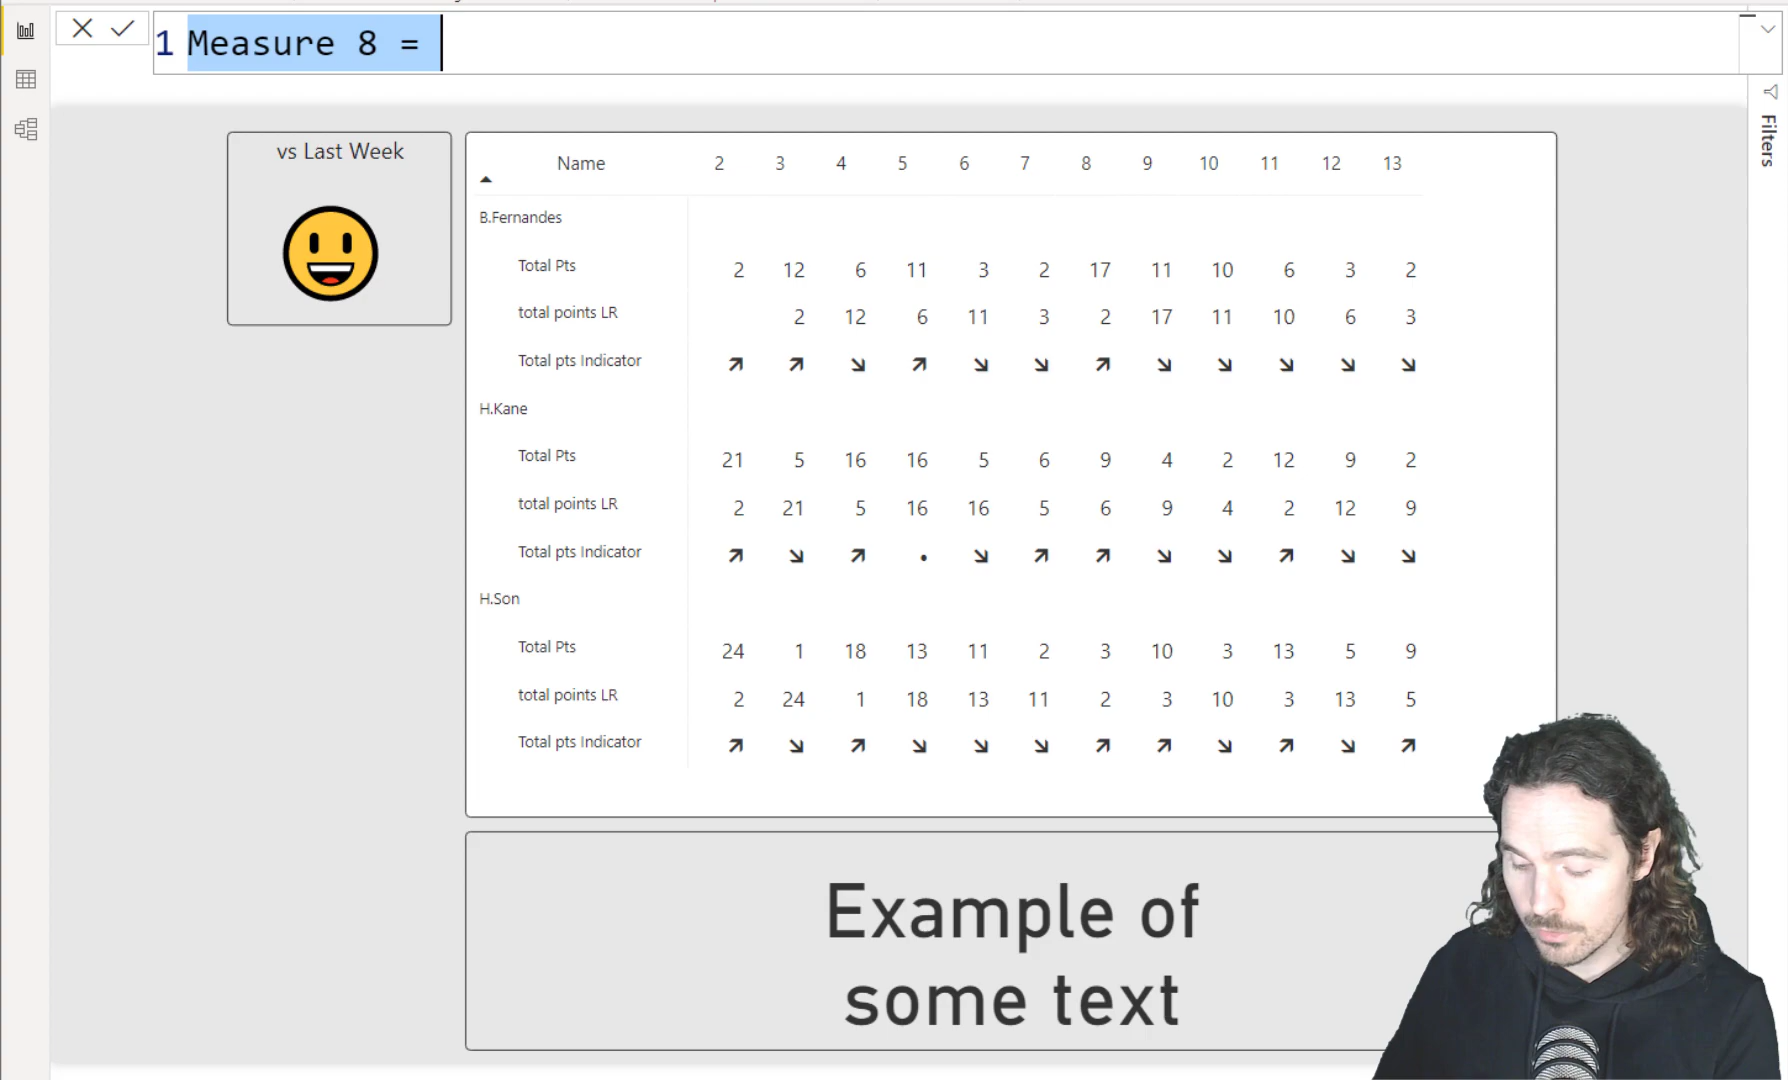 1 Measure 8 =
Filters
vs Last Week
Name 2 3 4 5 6 7 8 9 10 11 12 13
B.Fernandes
Total Pts 2 12 6 11 3 2 17 11 10 6 3 2
total points LR 2 12 6 11 3 2 17 11 10 6 3
Total pts Indicator ↗ ↗ ↘ ↗ ↘ ↘ ↗ ↘ ↘ ↘ ↘ ↘
H.Kane
Total Pts 21 5 16 16 5 6 9 4 2 12 9 2
total points LR 2 21 5 16 16 5 6 9 4 2 12 9
Total pts Indicator ↗ ↘ ↗ • ↘ ↗ ↗ ↘ ↘ ↗ ↘ ↘
H.Son
Total Pts 24 1 18 13 11 2 3 10 3 13 5 9
total points LR 2 24 1 18 13 11 2 3 10 3 13 5
Total pts Indicator ↗ ↘ ↗ ↘ ↘ ↘ ↗ ↗ ↘ ↗ ↘ ↗
Example of
some text